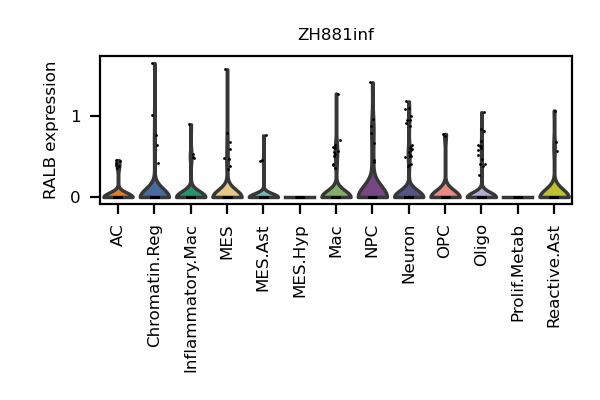 ZH881inf
RALB expression
1
0
AC
Chromatin.Reg
Inflammatory.Mac
MES
MES.Ast
MES.Hyp
Mac
NPC
Neuron
OPC
Oligo
Prolif.Metab
Reactive.Ast